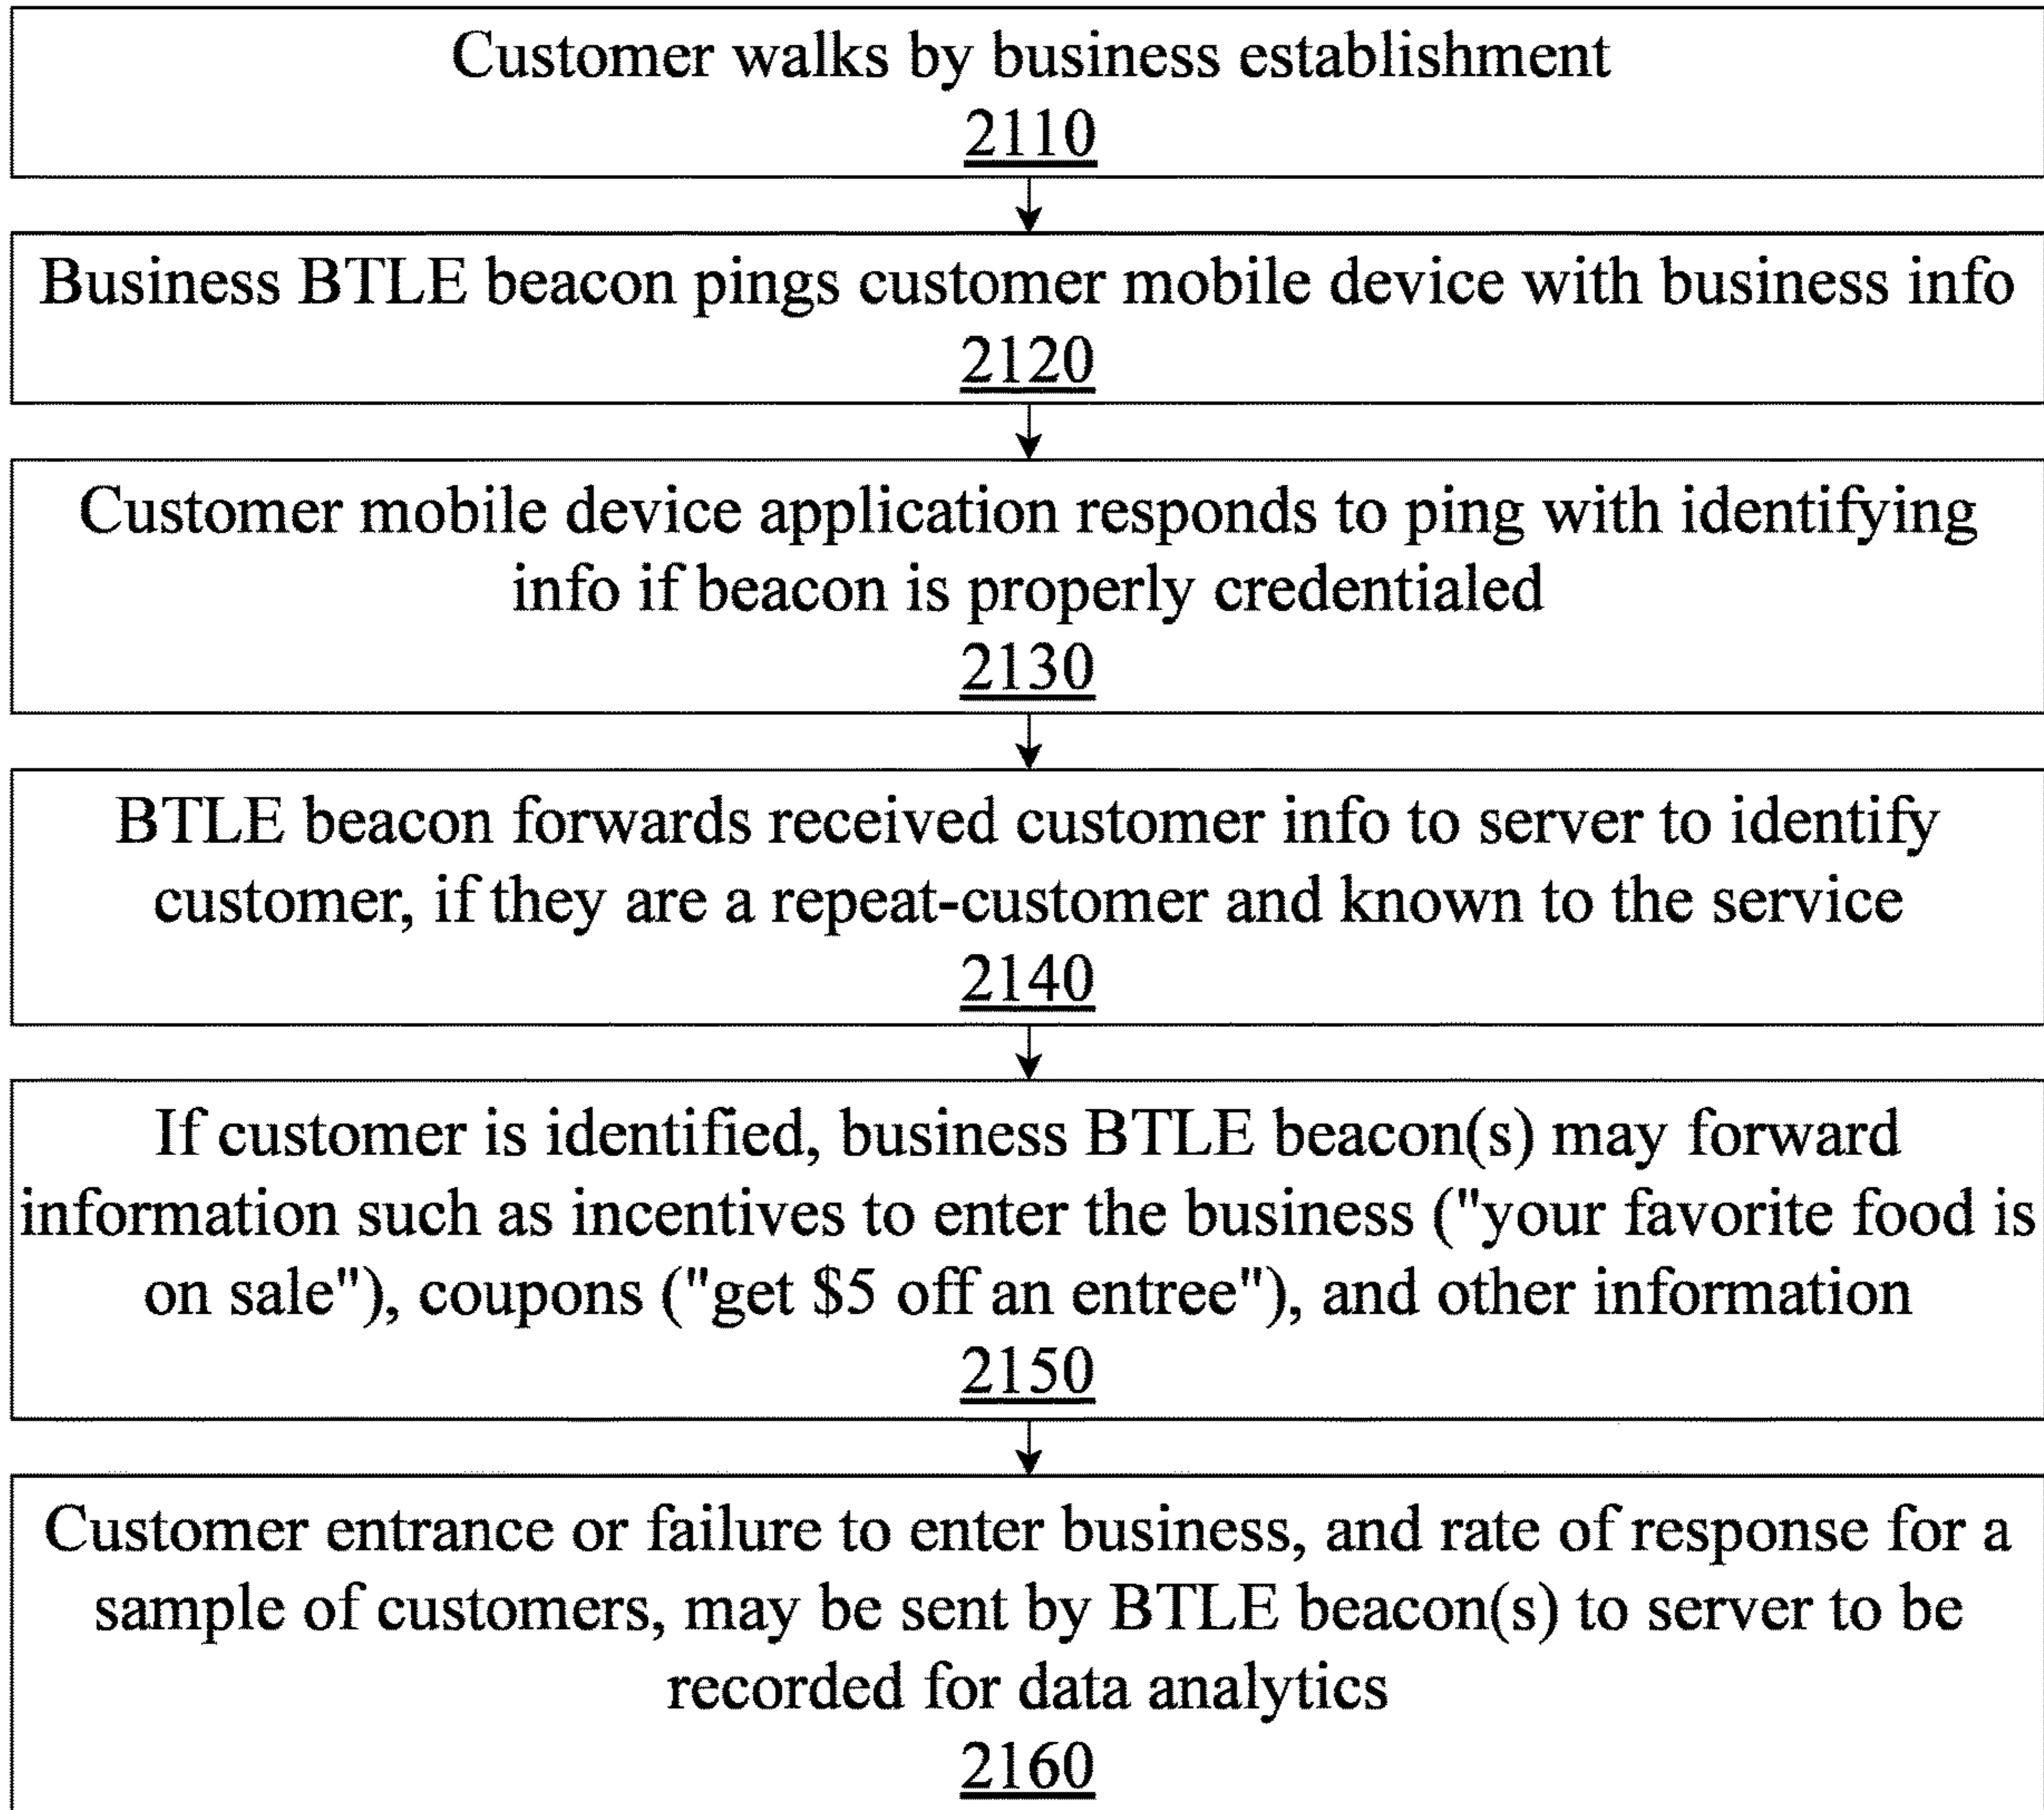 Customer walks by business establishment
2110
Business BTLE beacon pings customer mobile device with business info
2120
Customer mobile device application responds to ping with identifying
info if beacon is properly credentialed
2130
BTLE beacon forwards received customer info to server to identify
customer, if they are a repeat-customer and known to the service
2140
If customer is identified, business BTLE beacon(s) may forward
information such as incentives to enter the business ("your favorite food is
on sale"), coupons ("get $5 off an entree"), and other information
2150
Customer entrance or failure to enter business, and rate of response for a
sample of customers, may be sent by BTLE beacon(s) to server to be
recorded for data analytics
2160